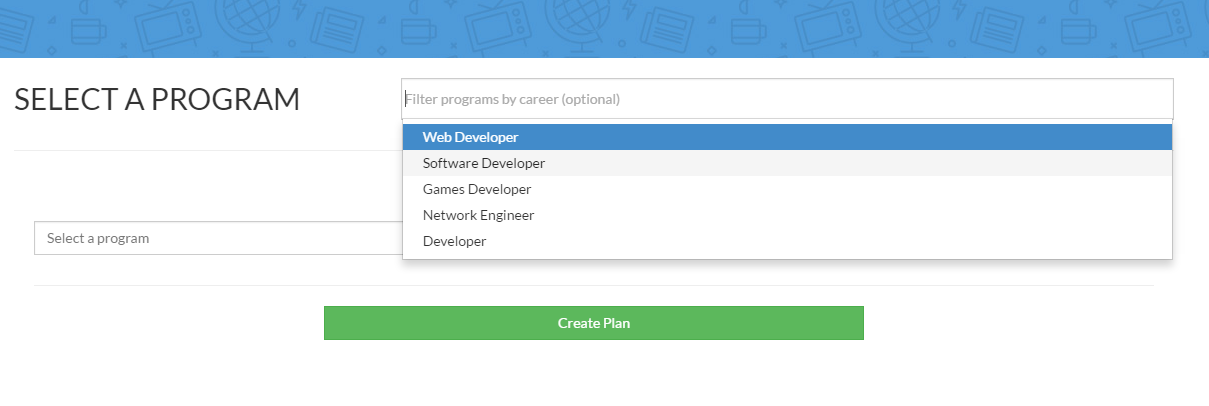 SELECT A PROGRAM
Filter programs by career (optional)
Web Developer
Software Developer
Games Developer
Network Engineer
Developer
Select a program
Create Plan